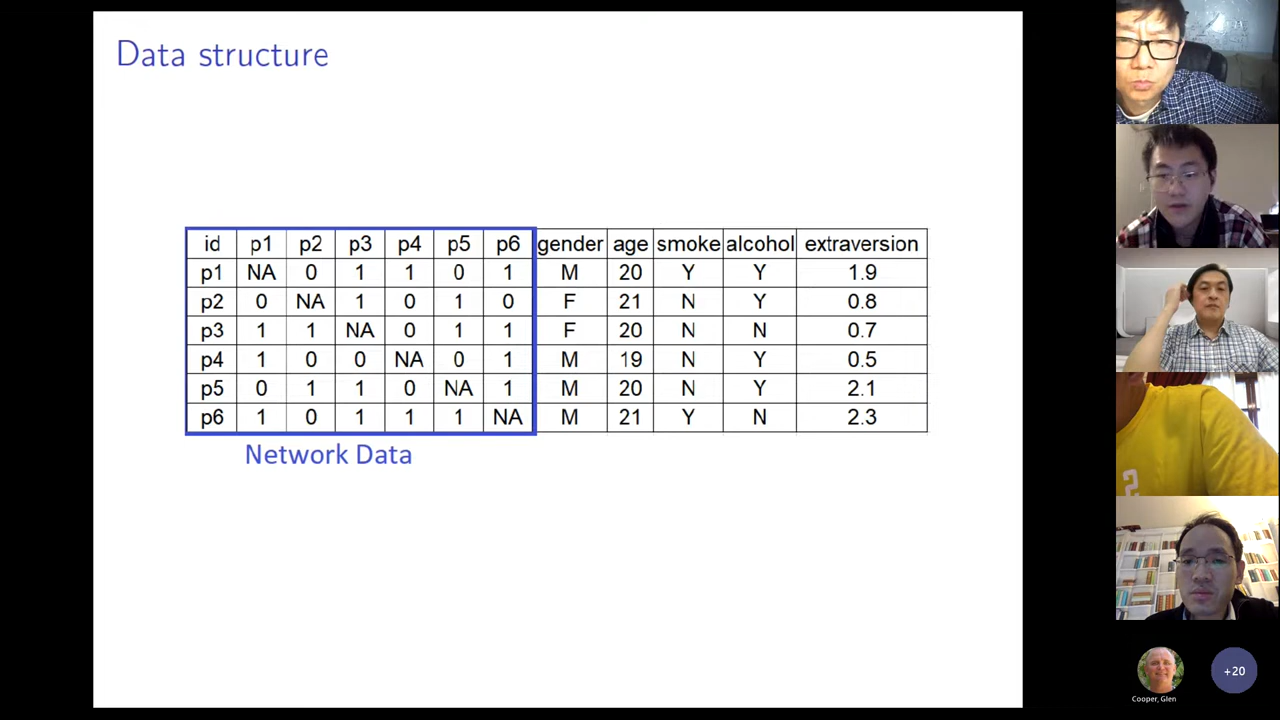 Data structure
id p1 p2 p3 p4 p5 p6 gender age smoke alcohol extraversion
p1 NA 0 1 1 0 1 M 20 Y Y 1.9
p2 0 NA 1 0 1 0 F 21 N Y 0.8
p3 1 1 NA 0 1 1 F 20 N N 0.7
p4 1 0 0 NA 0 1 M 19 N Y 0.5
p5 0 1 1 0 NA 1 M 20 N Y 2.1
p6 1 0 1 1 1 NA M 21 Y N 2.3
Network Data
2
+20
Cooper, Glen